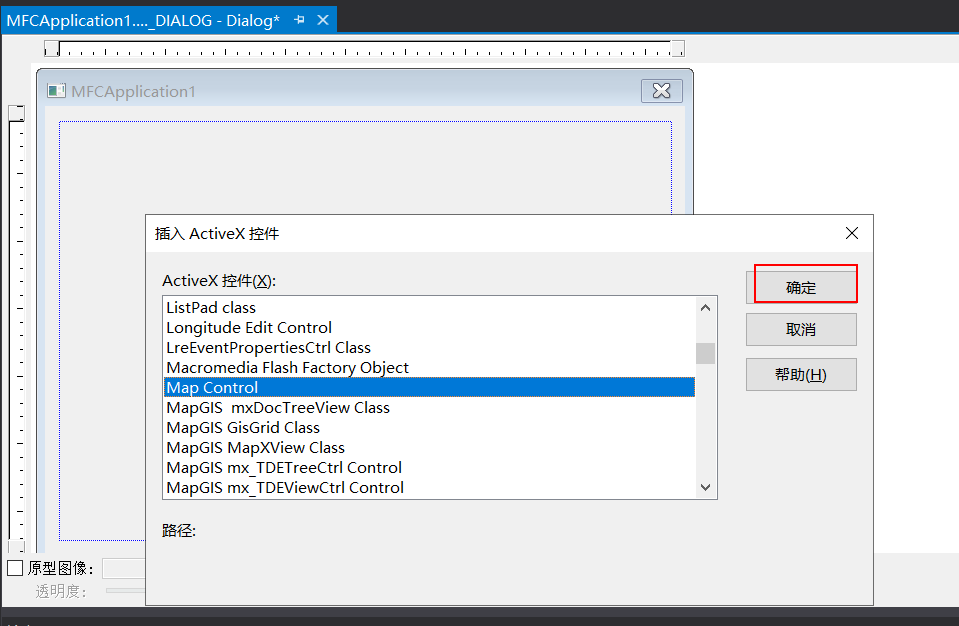 MFCApplication1...._DIALOG - Dialog*
MFCApplication1
插入 ActiveX 控件
ActiveX 控件(X):
ListPad class
Longitude Edit Control
LreEventPropertiesCtrl Class
Macromedia Flash Factory Object
Map Control
MapGIS  mxDocTreeView Class
MapGIS GisGrid Class
MapGIS MapXView Class
MapGIS mx_TDETreeCtrl Control
MapGIS mx_TDEViewCtrl Control
确定
取消
帮助(H)
路径:
原型图像:
透明度: